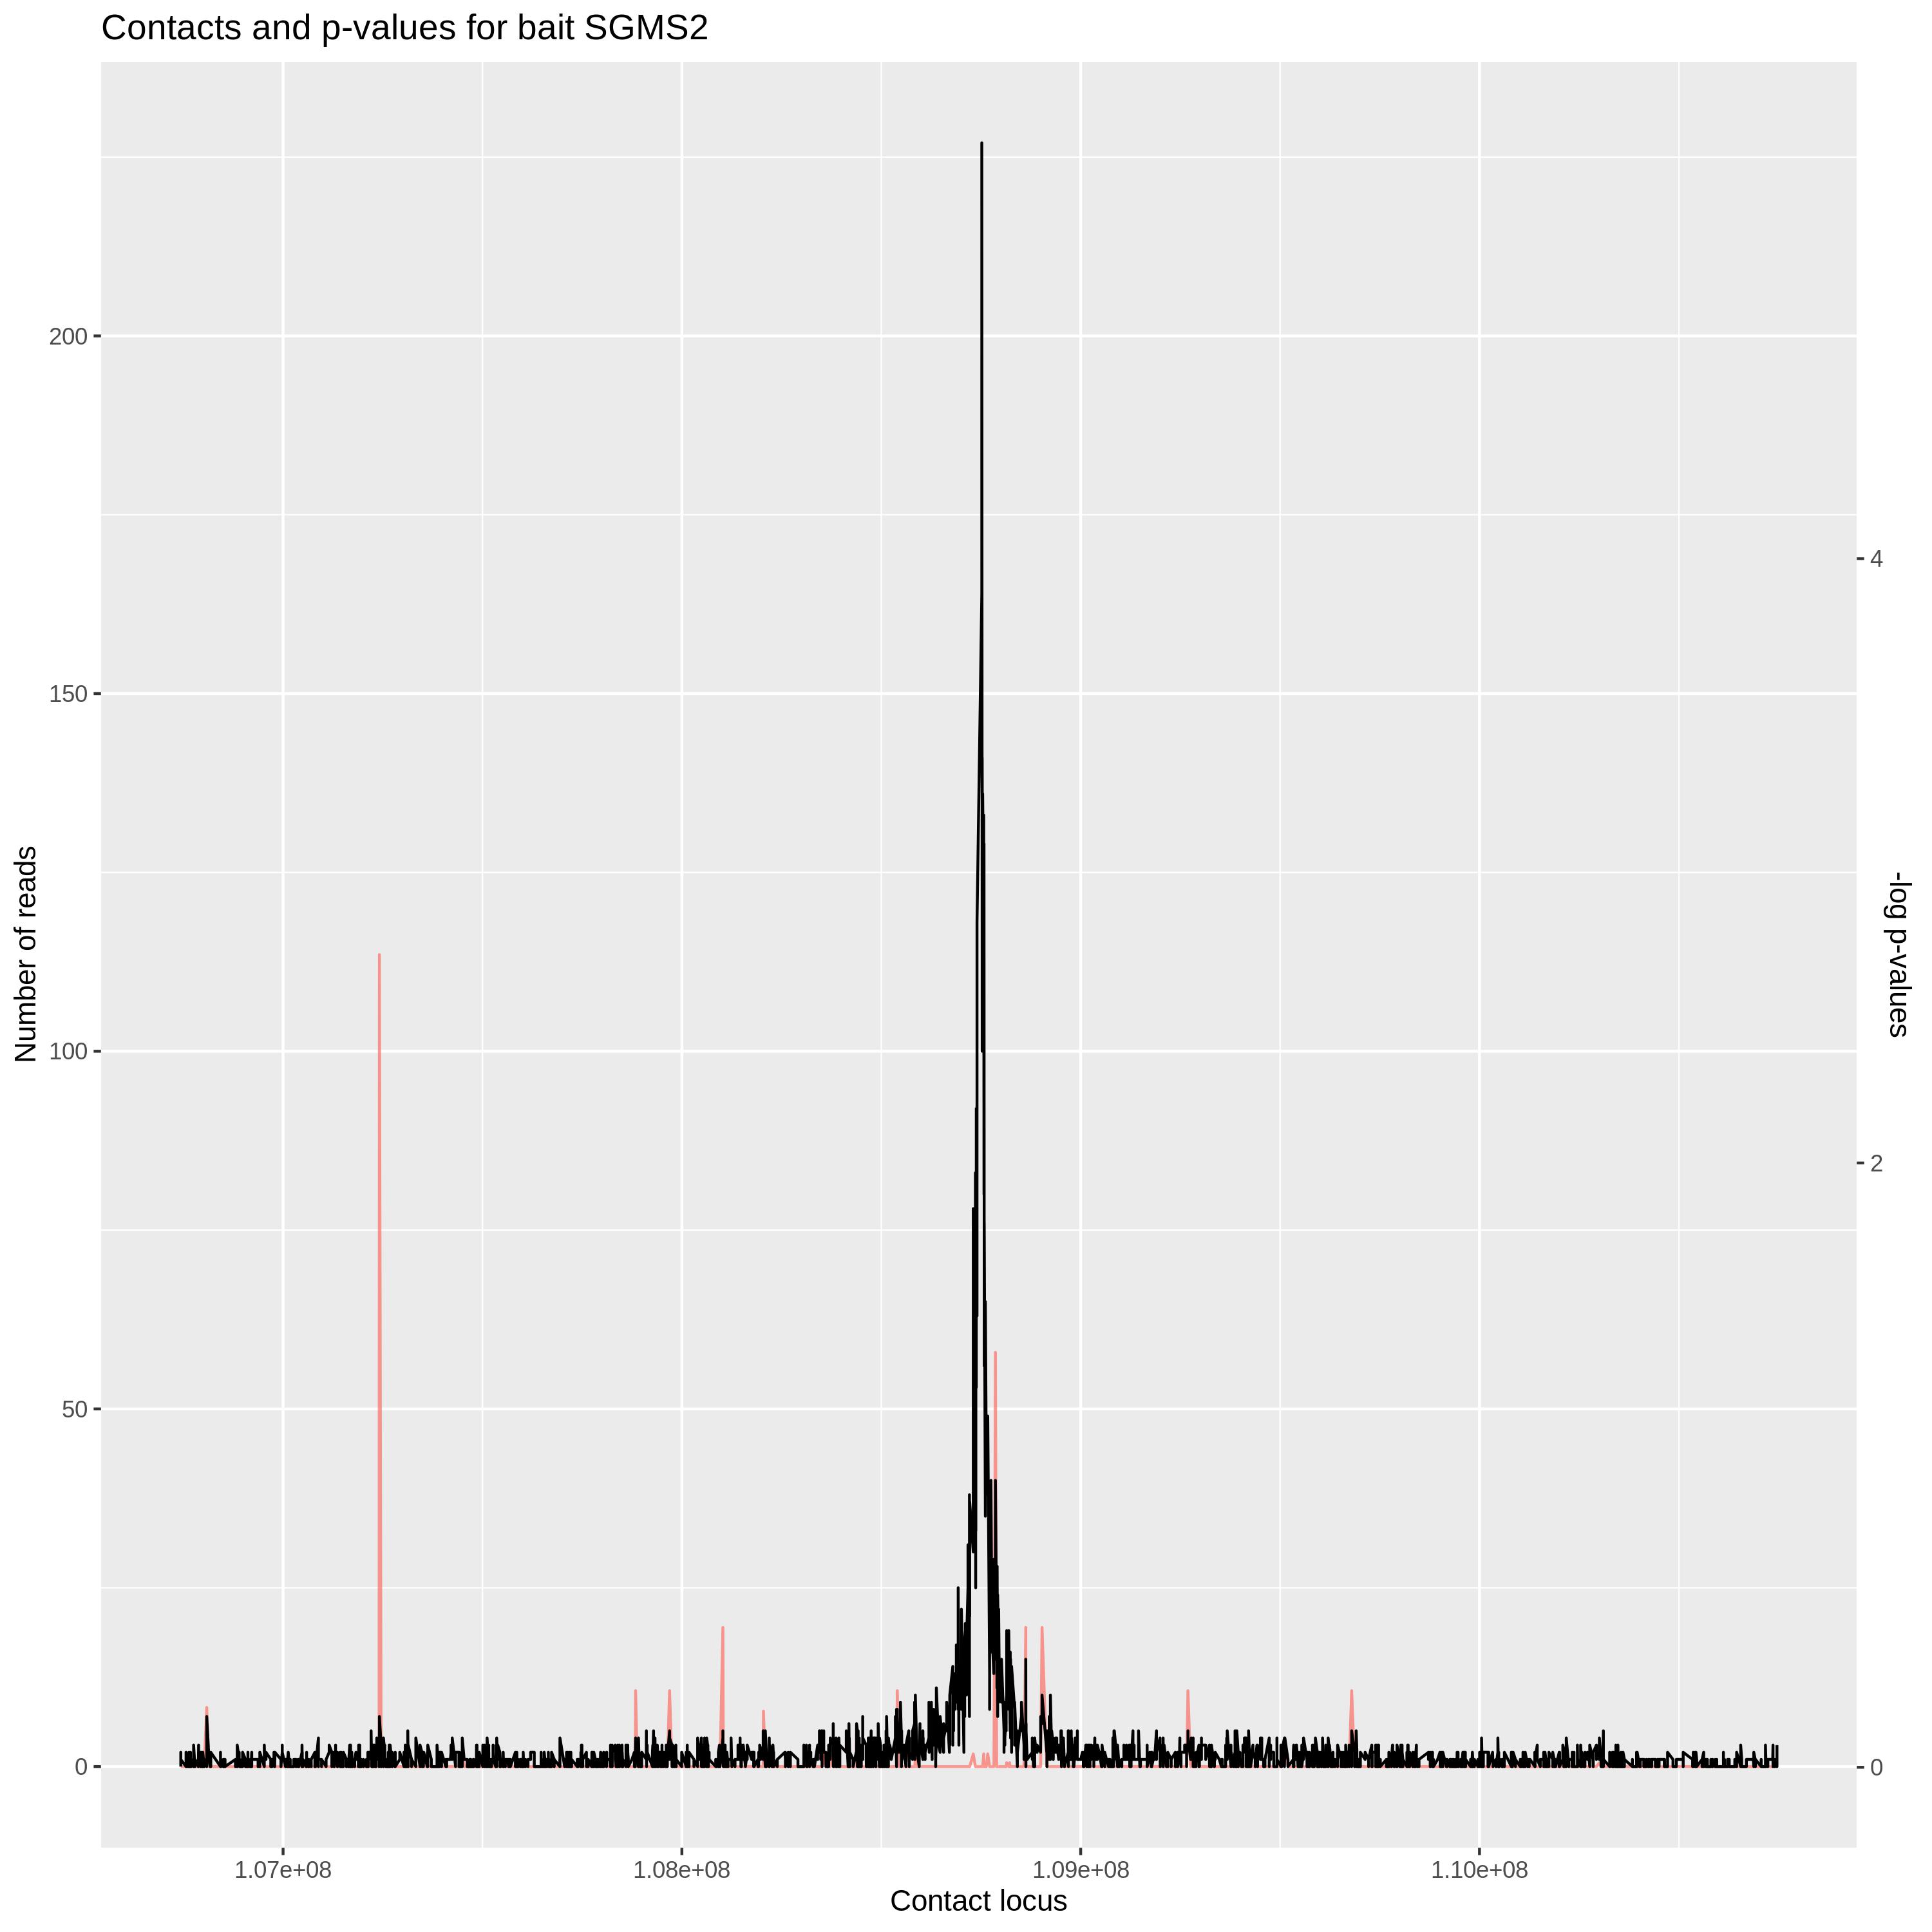 Contacts and p-values for bait SGMS2
200
150
100
50
0
Number of reads
4
2
0
-log p-values
1.07e+08
1.08e+08
1.09e+08
1.10e+08
Contact locus